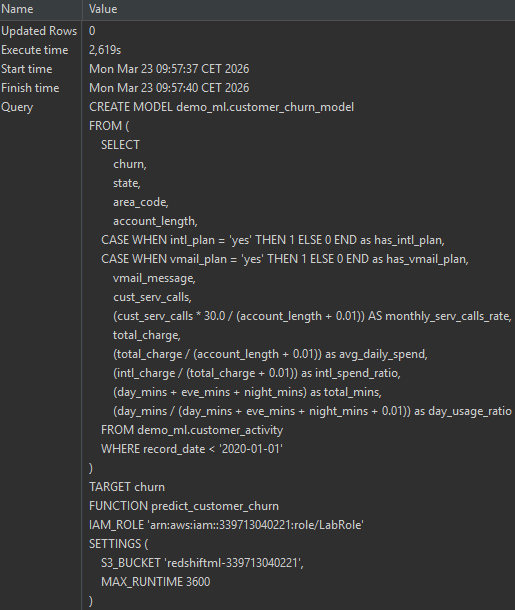 Name Value
Updated Rows 0
Execute time 2,619s
Start time Mon Mar 23 09:57:37 CET 2026
Finish time Mon Mar 23 09:57:40 CET 2026
Query CREATE MODEL demo_ml.customer_churn_model
FROM (
    SELECT
        churn,
        state,
        area_code,
        account_length,
    CASE WHEN intl_plan = 'yes' THEN 1 ELSE 0 END as has_intl_plan,
    CASE WHEN vmail_plan = 'yes' THEN 1 ELSE 0 END as has_vmail_plan,
        vmail_message,
        cust_serv_calls,
        (cust_serv_calls * 30.0 / (account_length + 0.01)) AS monthly_serv_calls_rate,
        total_charge,
        (total_charge / (account_length + 0.01)) as avg_daily_spend,
        (intl_charge / (total_charge + 0.01)) as intl_spend_ratio,
        (day_mins + eve_mins + night_mins) as total_mins,
        (day_mins / (day_mins + eve_mins + night_mins + 0.01)) as day_usage_ratio
    FROM demo_ml.customer_activity
    WHERE record_date < '2020-01-01'
)
TARGET churn
FUNCTION predict_customer_churn
IAM_ROLE 'arn:aws:iam::339713040221:role/LabRole'
SETTINGS (
    S3_BUCKET 'redshiftml-339713040221',
    MAX_RUNTIME 3600
)